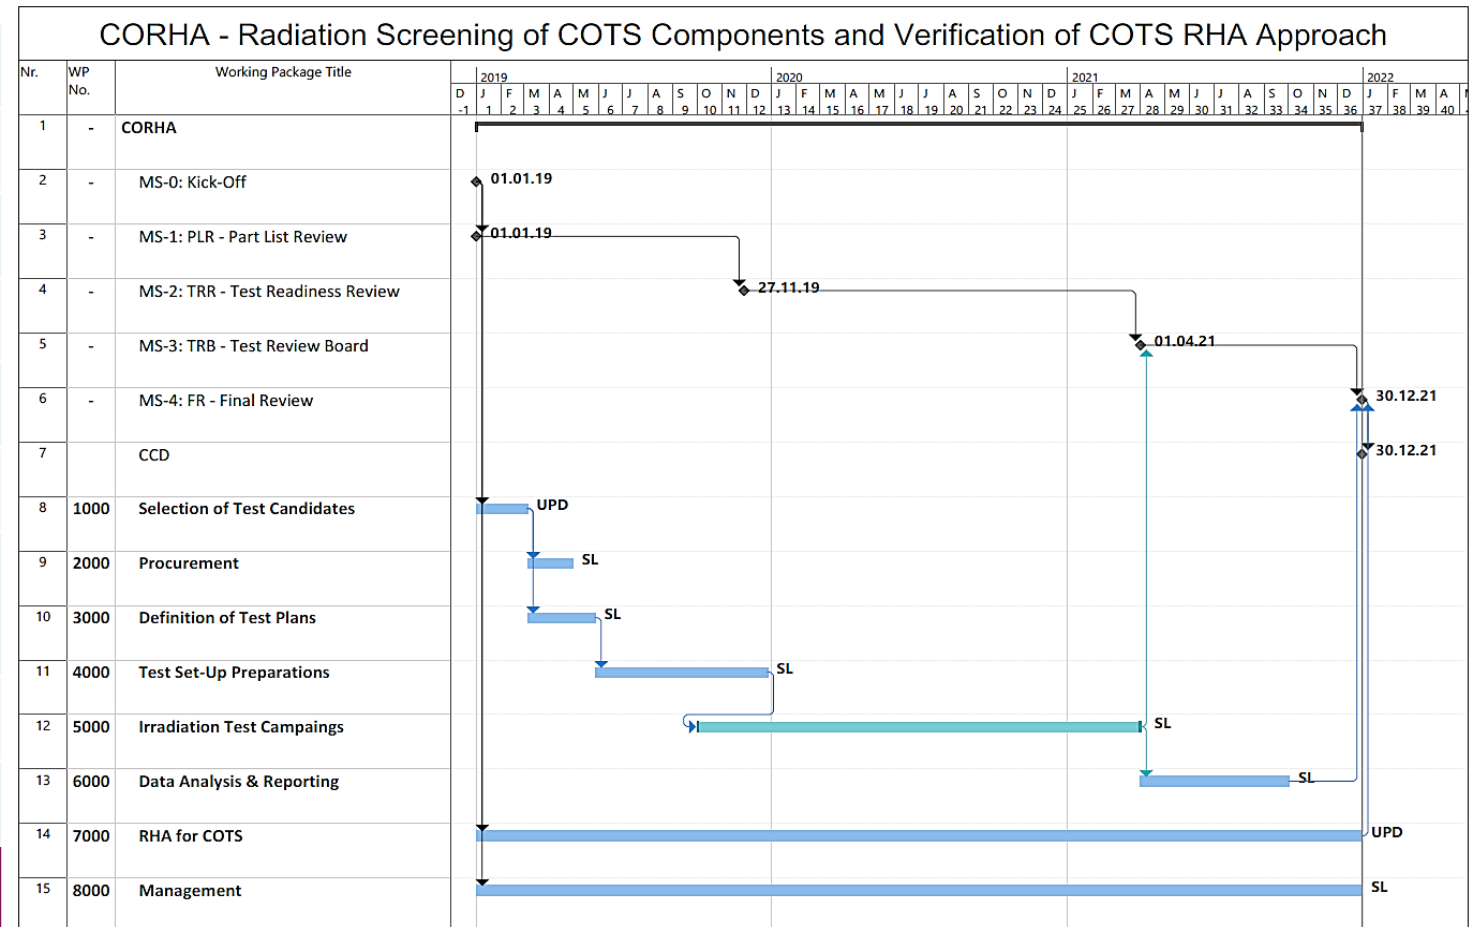 CORHA - Radiation Screening of COTS Components and Verification of COTS RHA Approach
Nr. WP No. Working Package Title
2019 2020 2021 2022
D J F M A M J J A S O N D J F M A M J J A S O N D J F M A M J J A S O N D J F M A
-1 1 2 3 4 5 6 7 8 9 10 11 12 13 14 15 16 17 18 19 20 21 22 23 24 25 26 27 28 29 30 31 32 33 34 35 36 37 38 39 40
1 - CORHA
2 - MS-0: Kick-Off 01.01.19
3 - MS-1: PLR - Part List Review 01.01.19
4 - MS-2: TRR - Test Readiness Review 27.11.19
5 - MS-3: TRB - Test Review Board 01.04.21
6 - MS-4: FR - Final Review 30.12.21
7 CCD 30.12.21
8 1000 Selection of Test Candidates UPD
9 2000 Procurement SL
10 3000 Definition of Test Plans SL
11 4000 Test Set-Up Preparations SL
12 5000 Irradiation Test Campaings SL
13 6000 Data Analysis & Reporting SL
14 7000 RHA for COTS UPD
15 8000 Management SL